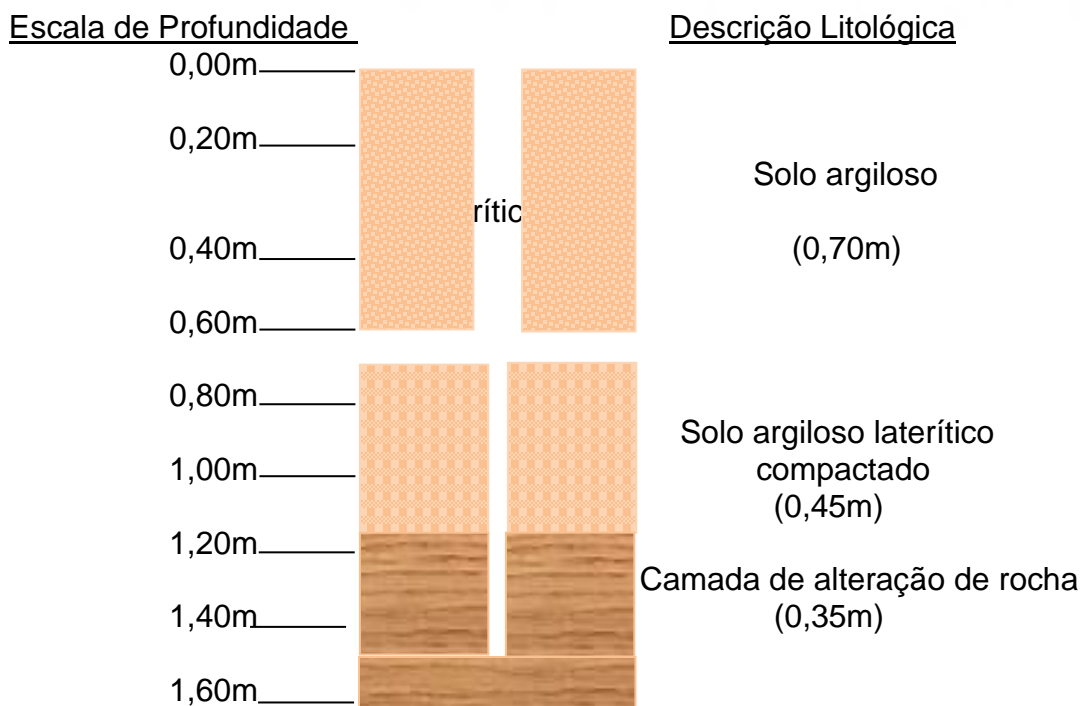 Escala de Profundidade
Descrição Litológica
0,00m
0,20m
Solo argiloso
rític
0,40m
(0,70m)
0,60m
0,80m
Solo argiloso laterítico
compactado
1,00m
(0,45m)
1,20m
Camada de alteração de rocha
(0,35m)
1,40m
1,60m